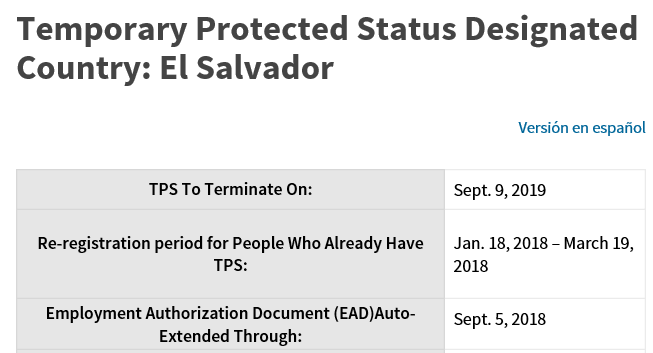 Temporary Protected Status Designated
Country: El Salvador
Versión en español
TPS To Terminate On:
Sept. 9, 2019
Re-registration period for People Who Already Have
TPS:
Jan. 18, 2018 – March 19,
2018
Employment Authorization Document (EAD)Auto-
Extended Through:
Sept. 5, 2018